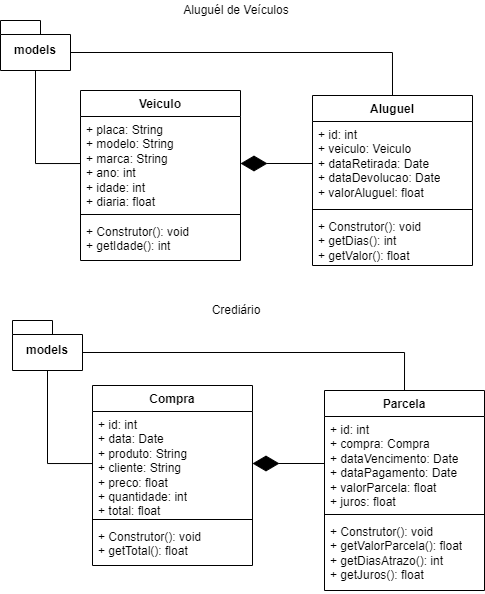 Aluguél de Veículos
models
Veiculo
+ placa: String
+ modelo: String
+ marca: String
+ ano: int
+ idade: int
+ diaria: float
+ Construtor(): void
+ getIdade(): int
Aluguel
+ id: int
+ veiculo: Veiculo
+ dataRetirada: Date
+ dataDevolucao: Date
+ valorAluguel: float
+ Construtor(): void
+ getDias(): int
+ getValor(): float
Crediário
models
Compra
+ id: int
+ data: Date
+ produto: String
+ cliente: String
+ preco: float
+ quantidade: int
+ total: float
+ Construtor(): void
+ getTotal(): float
Parcela
+ id: int
+ compra: Compra
+ dataVencimento: Date
+ dataPagamento: Date
+ valorParcela: float
+ juros: float
+ Construtor(): void
+ getValorParcela(): float
+ getDiasAtrazo(): int
+ getJuros(): float